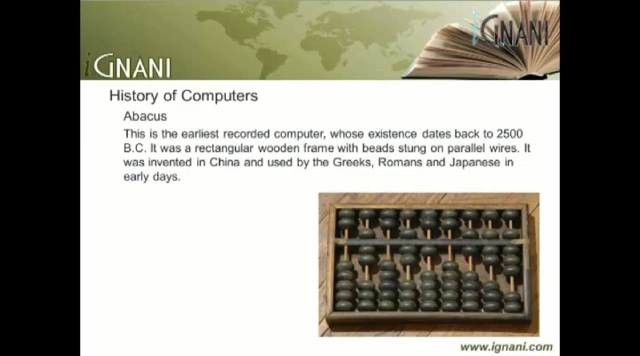 iGNANI
iGNANI
History of Computers
Abacus
This is the earliest recorded computer, whose existence dates back to 2500
B.C. It was a rectangular wooden frame with beads stung on parallel wires. It
was invented in China and used by the Greeks, Romans and Japanese in
early days.
www.ignani.com